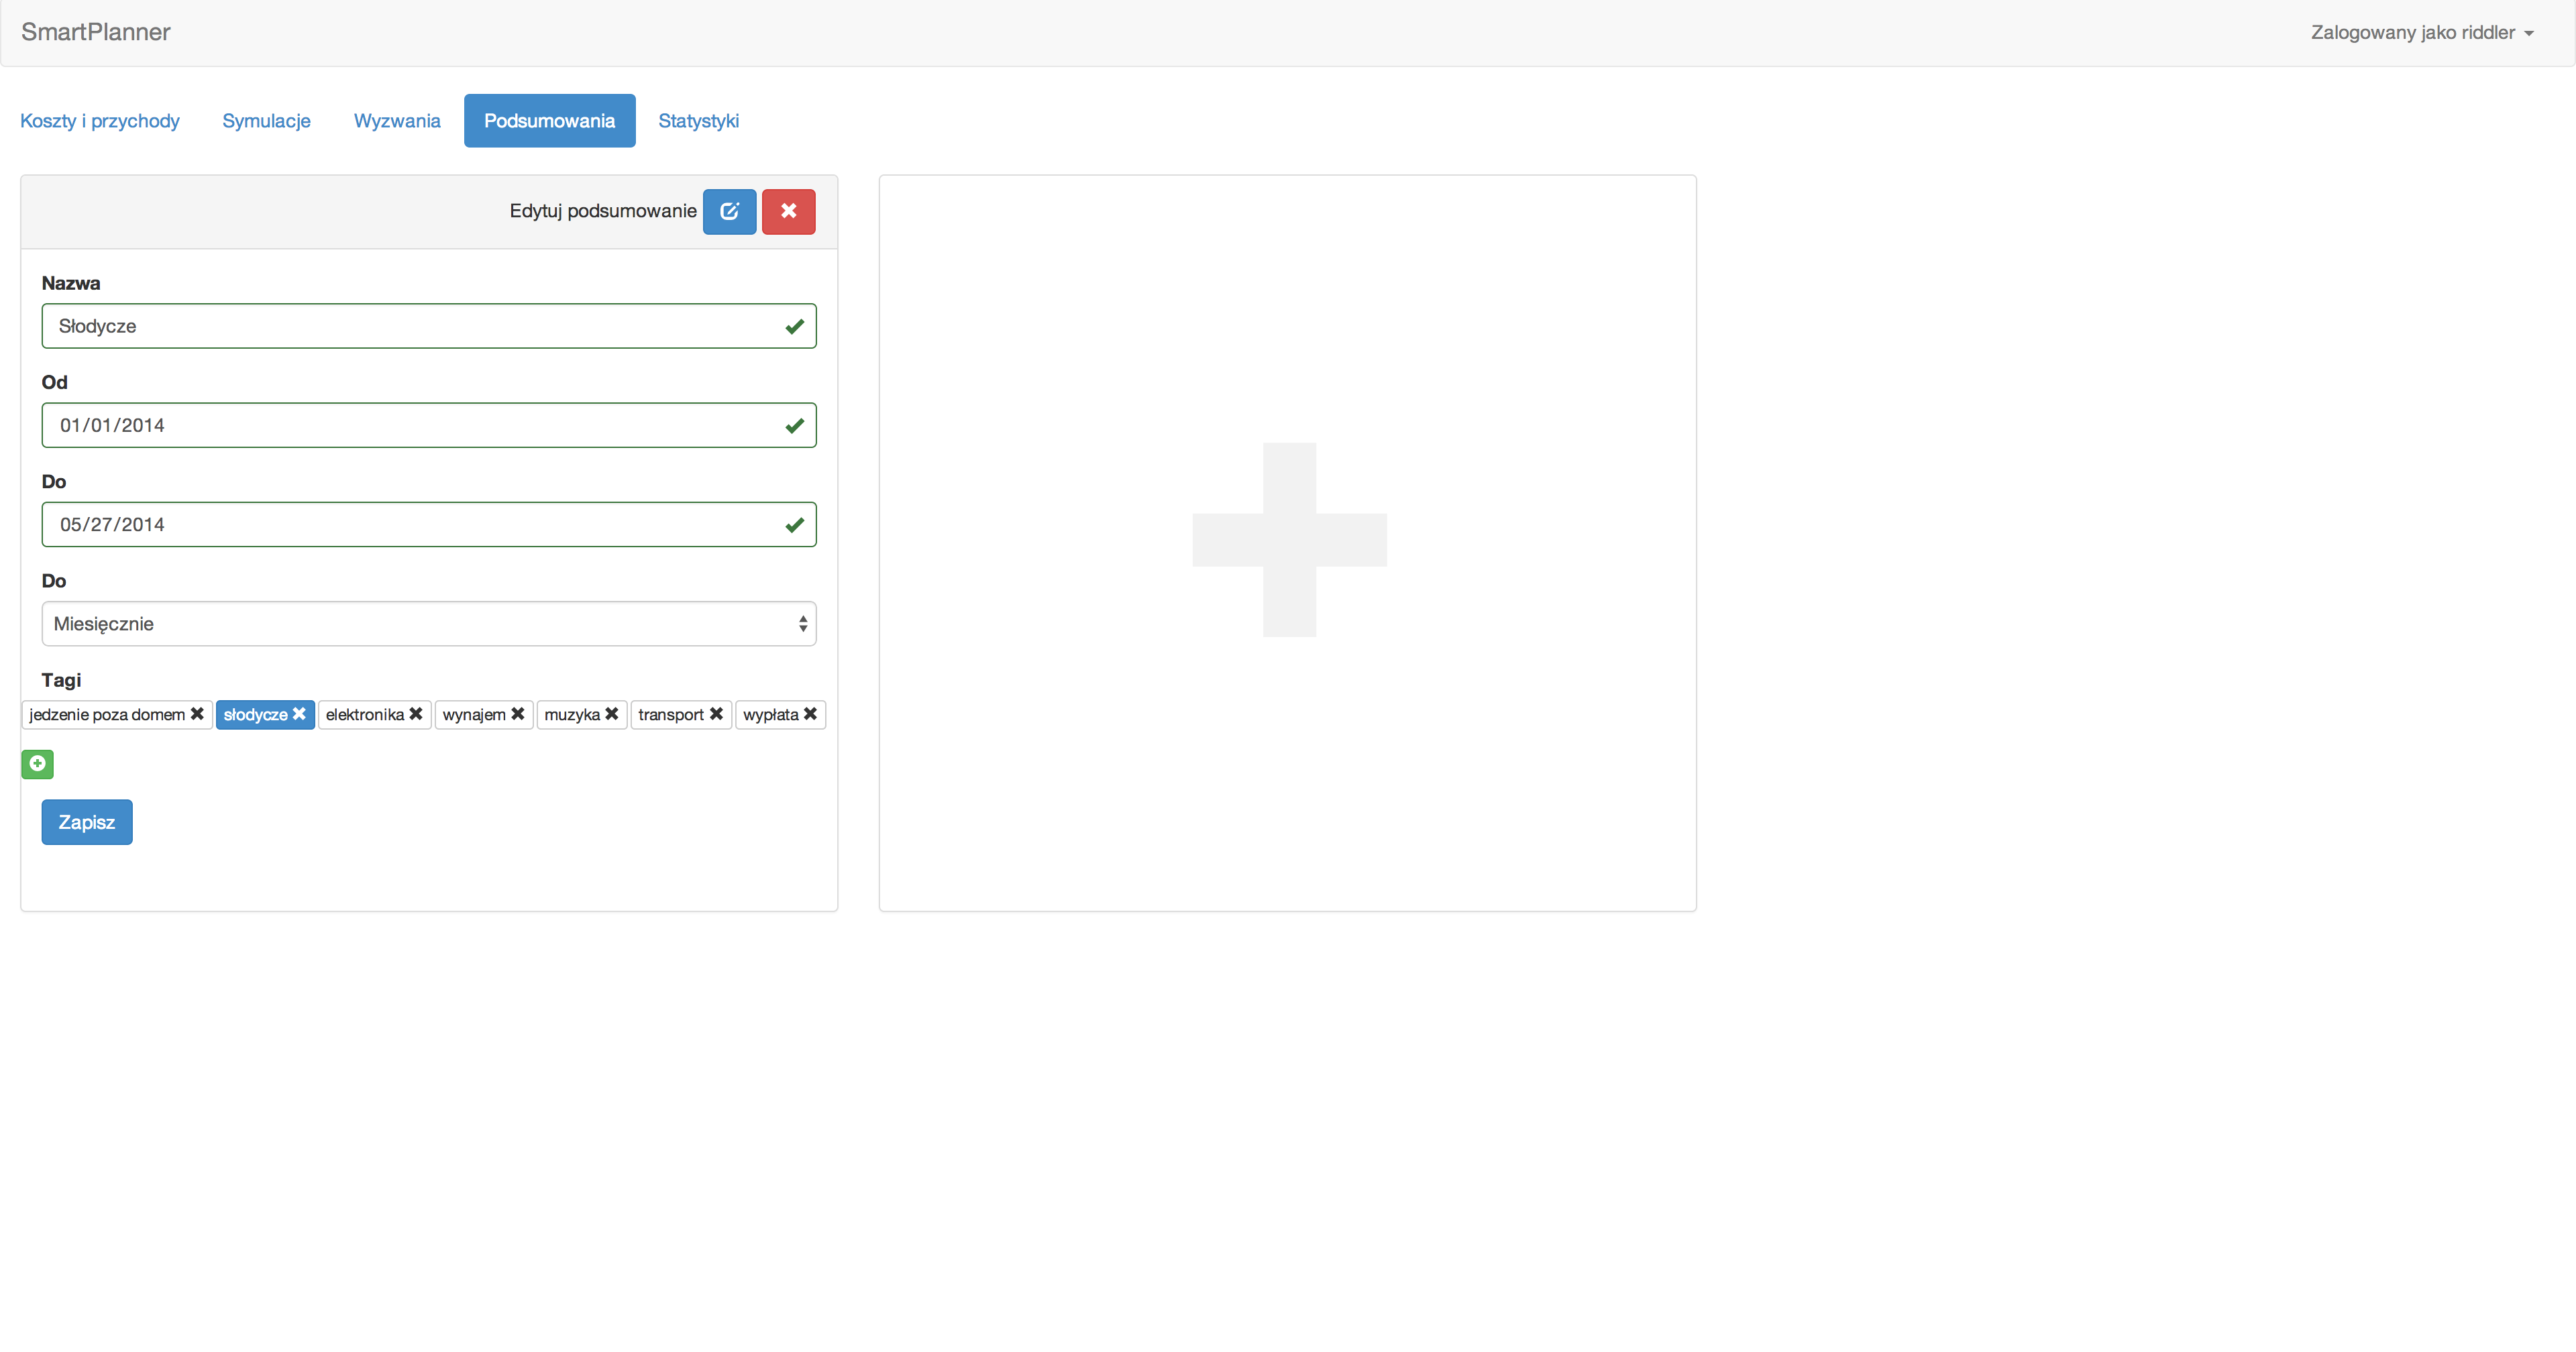 SmartPlanner
Zalogowany jako riddler
Koszty i przychody Symulacje Wyzwania Podsumowania Statystyki
Edytuj podsumowanie
Nazwa
Słodycze
Od
01/01/2014
Do
05/27/2014
Do
Miesięcznie
Tagi
jedzenie poza domem słodycze elektronika wynajem muzyka transport wypłata
Zapisz